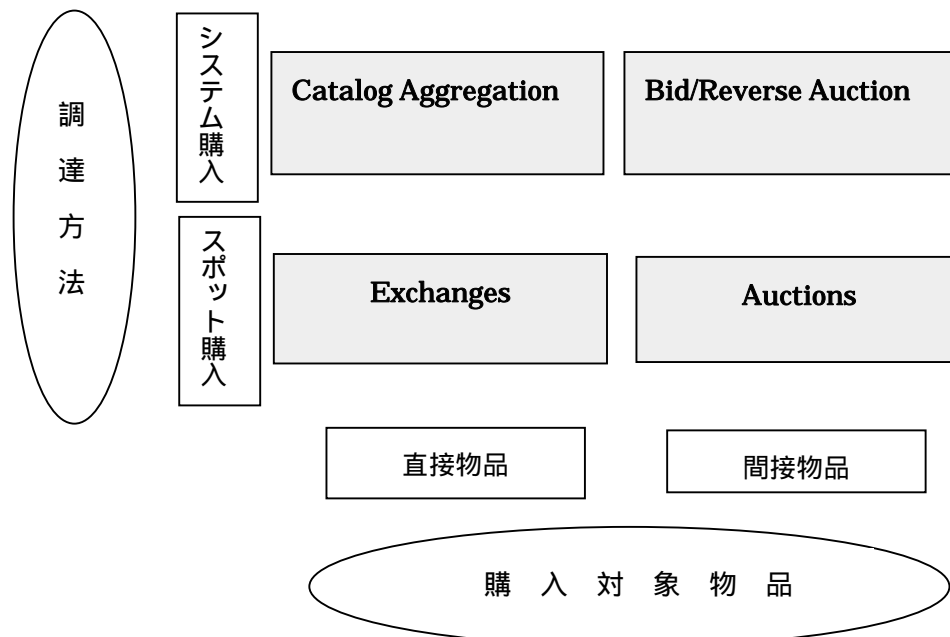 調達方法
システム購入
Catalog Aggregation
Bid/Reverse Auction
スポット購入
Exchanges
Auctions
直接物品
間接物品
購入対象物品